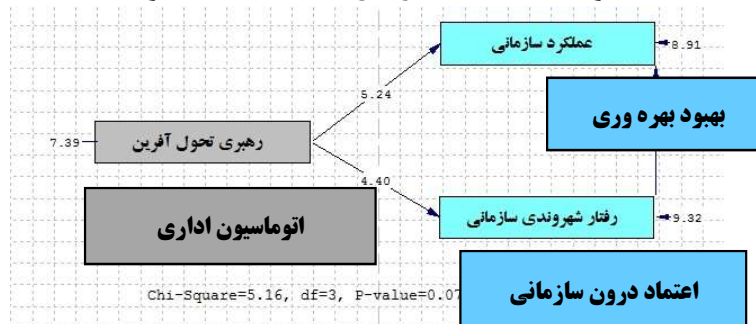 عملکرد سازمانی
8.91
5.24
بهبود بهره وری
7.39
رهبری تحول آفرین
4.40
اتوماسیون اداری
رفتار شهروندی سازمانی
9.32
اعتماد درون سازمانی
Chi-Square=5.16, df=3, P-value=0.07